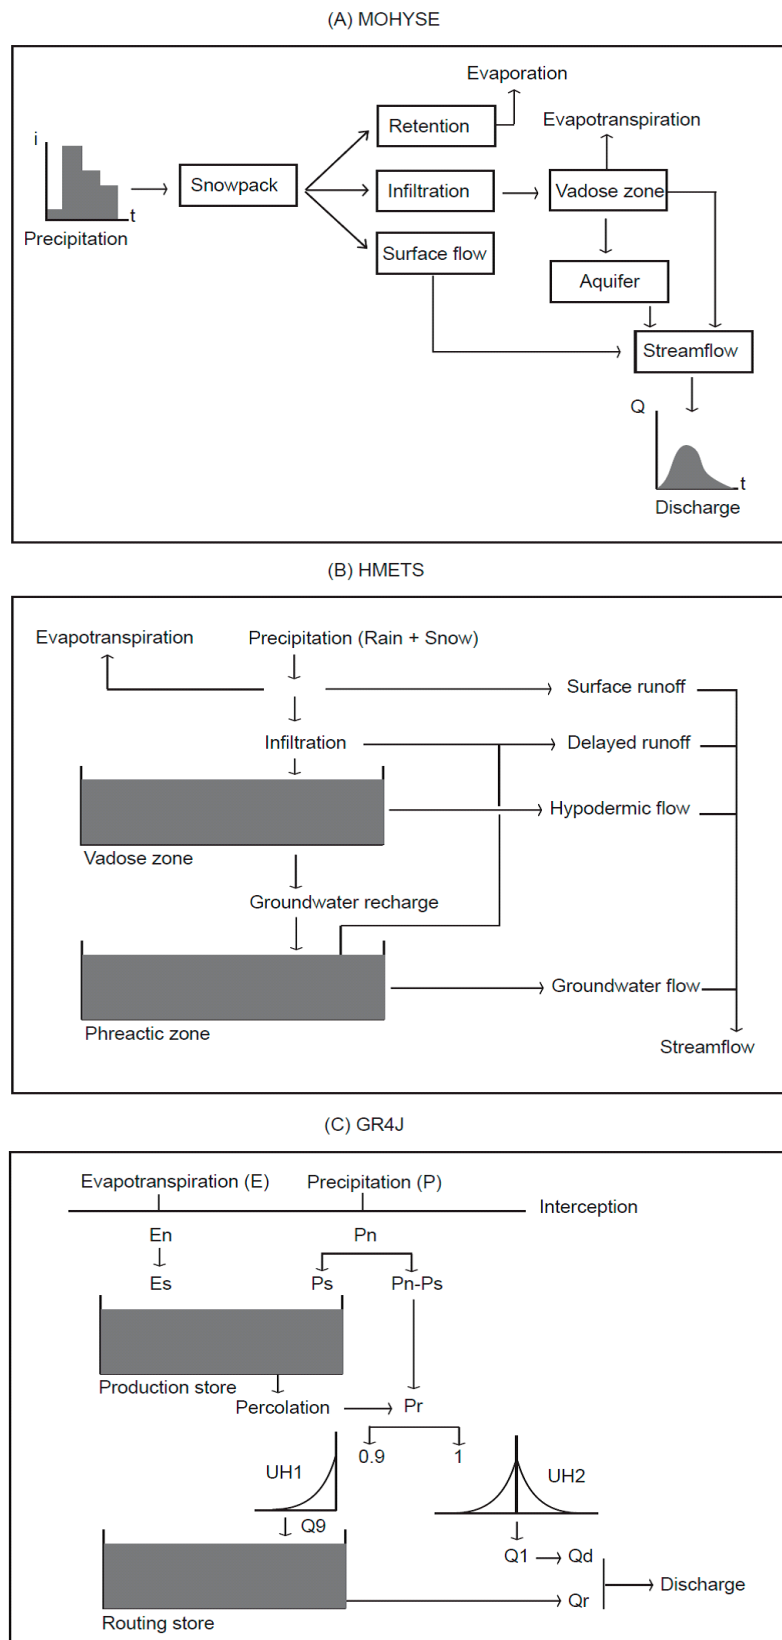 (A) MOHYSE
Evaporation
Retention
Evapotranspiration
i
Snowpack
Infiltration
Vadose zone
t
Precipitation
Surface flow
Aquifer
Streamflow
Q
t
Discharge
(B) HMETS
Evapotranspiration
Precipitation (Rain + Snow)
Surface runoff
Infiltration
Delayed runoff
Hypodermic flow
Vadose zone
Groundwater recharge
Groundwater flow
Phreactic zone
Streamflow
(C) GR4J
Evapotranspiration (E)
Precipitation (P)
Interception
En
Pn
Es
Ps
Pn-Ps
Production store
Percolation
Pr
0.9
1
UH1
UH2
Q9
Q1
Qd
Discharge
Qr
Routing store